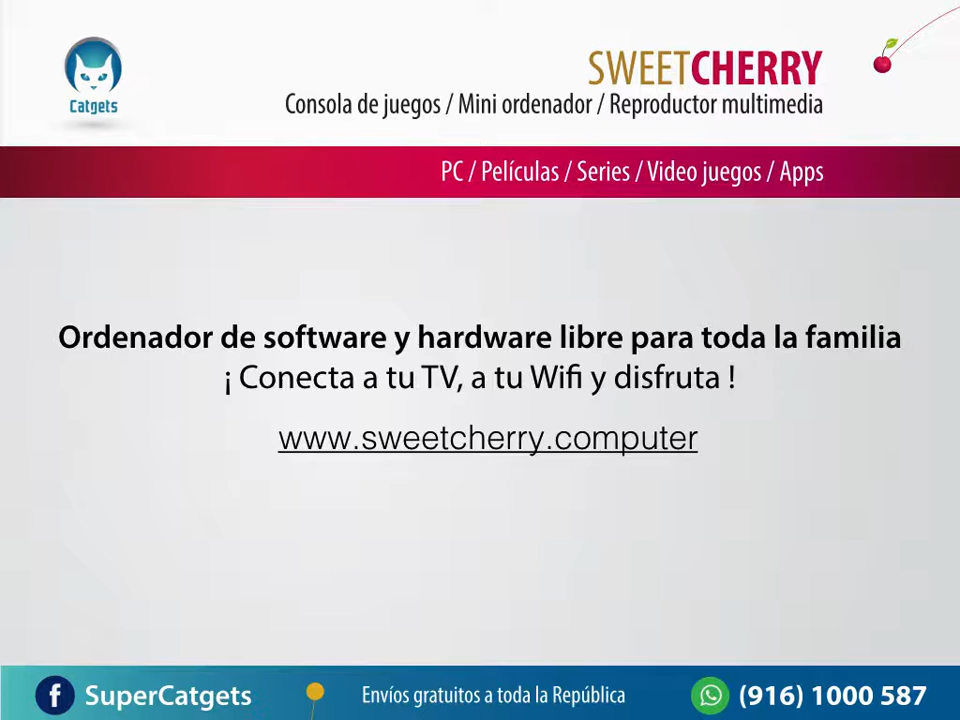 Catgets
SWEETCHERRY
Consola de juegos / Mini ordenador / Reproductor multimedia
PC / Películas / Series / Video juegos / Apps
Ordenador de software y hardware libre para toda la familia
¡ Conecta a tu TV, a tu Wifi y disfruta !
www.sweetcherry.computer
SuperCatgets
Envíos gratuitos a toda la República
(916) 1000 587